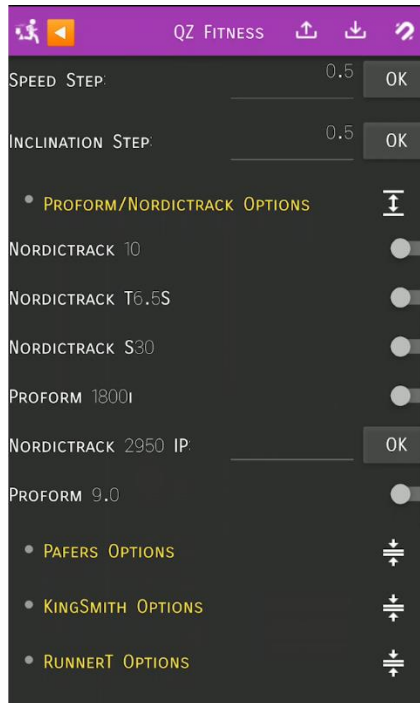 QZ Fitness
Speed Step: 0.5 OK
Inclination Step: 0.5 OK
Proform/Nordictrack Options
Nordictrack 10
Nordictrack T6.5S
Nordictrack S30
Proform 1800i
Nordictrack 2950 IP: OK
Proform 9.0
Pafers Options
KingSmith Options
RunnerT Options